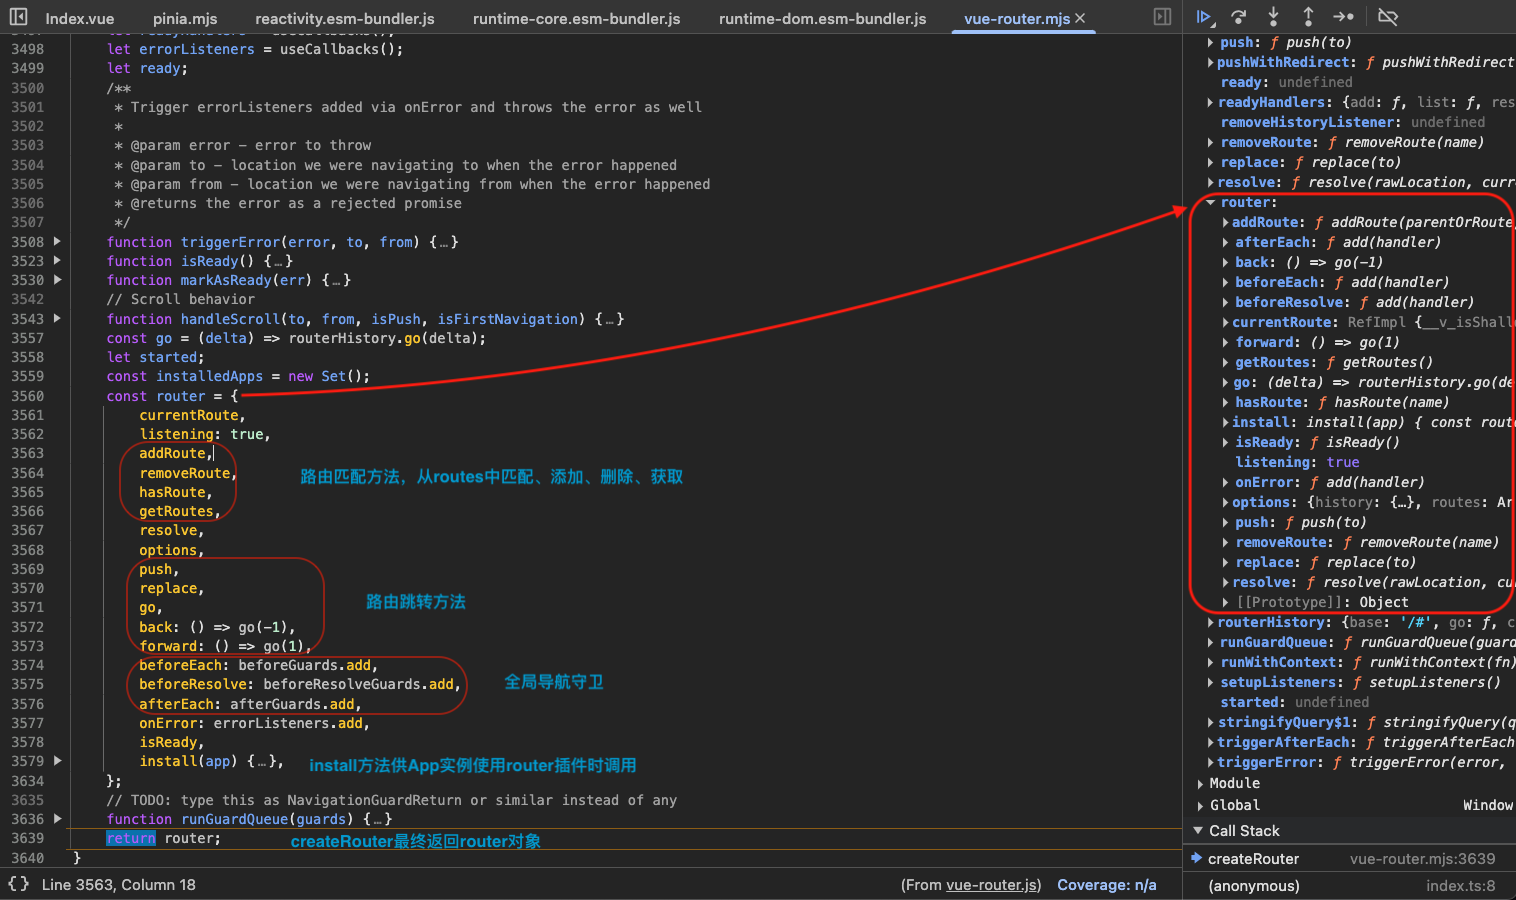 Index.vue pinia.mjs reactivity.esm-bundler.js runtime-core.esm-bundler.js runtime-dom.esm-bundler.js vue-router.mjs
3498 let errorListeners = useCallbacks();
3499 let ready;
3500 /**
3501 * Trigger errorListeners added via onError and throws the error as well
3502 *
3503 * @param error - error to throw
3504 * @param to - location we were navigating to when the error happened
3505 * @param from - location we were navigating from when the error happened
3506 * @returns the error as a rejected promise
3507 */
3508 function triggerError(error, to, from) {…}
3523 function isReady() {…}
3530 function markAsReady(err) {…}
3542 // Scroll behavior
3543 function handleScroll(to, from, isPush, isFirstNavigation) {…}
3557 const go = (delta) => routerHistory.go(delta);
3558 let started;
3559 const installedApps = new Set();
3560 const router = {
3561 currentRoute,
3562 listening: true,
3563 addRoute,
3564 removeRoute,
路由匹配方法，从routes中匹配、添加、删除、获取
3565 hasRoute,
3566 getRoutes,
3567 resolve,
3568 options,
3569 push,
3570 replace,
路由跳转方法
3571 go,
3572 back: () => go(-1),
3573 forward: () => go(1),
3574 beforeEach: beforeGuards.add,
3575 beforeResolve: beforeResolveGuards.add,
全局导航守卫
3576 afterEach: afterGuards.add,
3577 onError: errorListeners.add,
3578 isReady,
3579 install(app) {…},
install方法供App实例使用router插件时调用
3634 };
3635 // TODO: type this as NavigationGuardReturn or similar instead of any
3636 function runGuardQueue(guards) {…}
3639 return router;
createRouter最终返回router对象
3640 }
{} Line 3563, Column 18
(From vue-router.js) Coverage: n/a
push: ƒ push(to)
pushWithRedirect: ƒ pushWithRedirect
ready: undefined
readyHandlers: {add: ƒ, list: ƒ, res
removeHistoryListener: undefined
removeRoute: ƒ removeRoute(name)
replace: ƒ replace(to)
resolve: ƒ resolve(rawLocation, curr
router:
addRoute: ƒ addRoute(parentOrRoute,
afterEach: ƒ add(handler)
back: () => go(-1)
beforeEach: ƒ add(handler)
beforeResolve: ƒ add(handler)
currentRoute: RefImpl {__v_isShall
forward: () => go(1)
getRoutes: ƒ getRoutes()
go: (delta) => routerHistory.go(de
hasRoute: ƒ hasRoute(name)
install: install(app) { const rout
isReady: ƒ isReady()
listening: true
onError: ƒ add(handler)
options: {history: {…}, routes: Ar
push: ƒ push(to)
removeRoute: ƒ removeRoute(name)
replace: ƒ replace(to)
resolve: ƒ resolve(rawLocation, cu
[[Prototype]]: Object
routerHistory: {base: '/#', go: ƒ, c
runGuardQueue: ƒ runGuardQueue(guard
runWithContext: ƒ runWithContext(fn)
setupListeners: ƒ setupListeners()
started: undefined
stringifyQuery$1: ƒ stringifyQuery(q
triggerAfterEach: ƒ triggerAfterEach
triggerError: ƒ triggerError(error,
Module
Global Window
Call Stack
createRouter vue-router.mjs:3639
(anonymous) index.ts:8